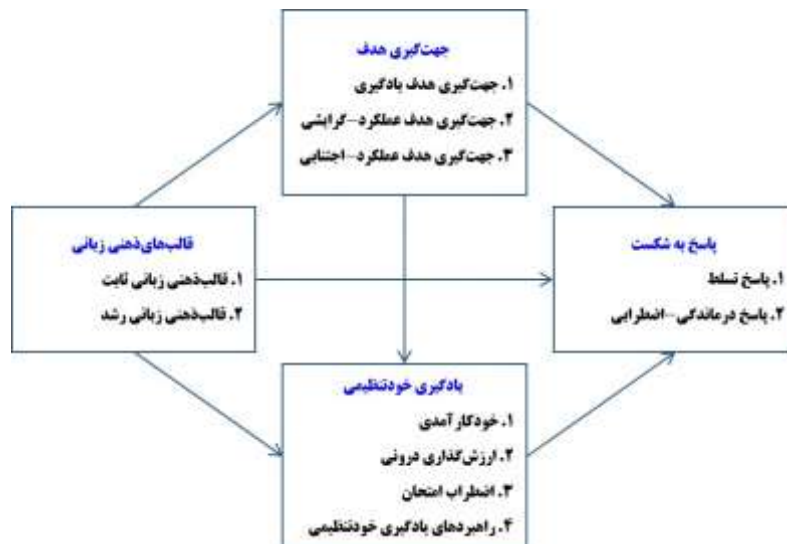 جهت‌گیری هدف
۱. جهت‌گیری هدف یادگیری
۲. جهت‌گیری هدف عملکرد-گرایشی
۳. جهت‌گیری هدف عملکرد-اجتنابی
قالب‌های‌ذهنی زبانی
۱. قالب‌ذهنی زبانی ثابت
۲. قالب‌ذهنی زبانی رشد
پاسخ به شکست
۱. پاسخ تسلط
۲. پاسخ درماندگی-اضطرابی
یادگیری خودتنظیمی
۱. خودکارآمدی
۲. ارزش‌گذاری درونی
۳. اضطراب امتحان
۴. راهبردهای یادگیری خودتنظیمی